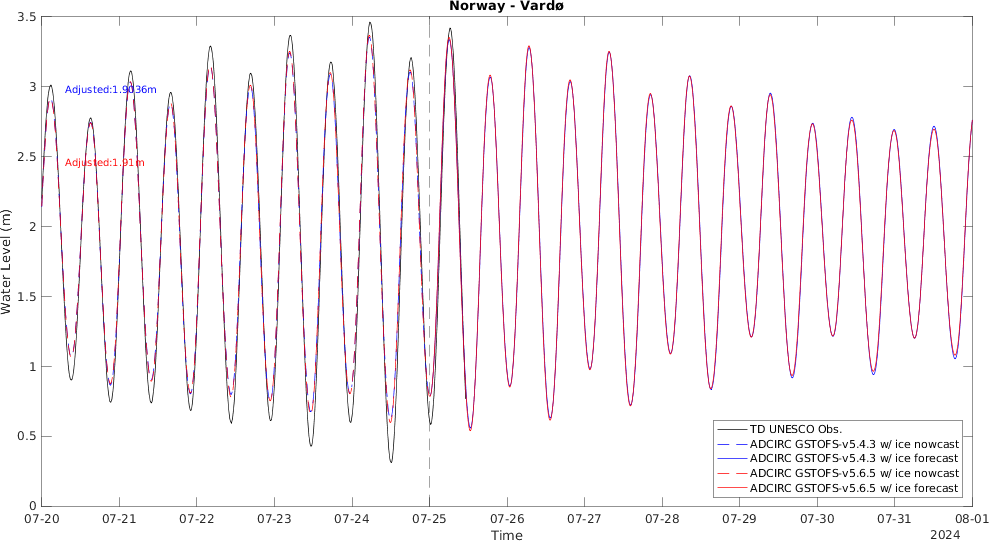 Norway - Vardø
3.5
3
2.5
2
1.5
1
0.5
0
Water Level (m)
Adjusted:1.9036m
Adjusted:1.91m
TD UNESCO Obs.
ADCIRC GSTOFS-v5.4.3 w/ ice nowcast
ADCIRC GSTOFS-v5.4.3 w/ ice forecast
ADCIRC GSTOFS-v5.6.5 w/ ice nowcast
ADCIRC GSTOFS-v5.6.5 w/ ice forecast
07-20 07-21 07-22 07-23 07-24 07-25 07-26 07-27 07-28 07-29 07-30 07-31 08-01
Time
2024